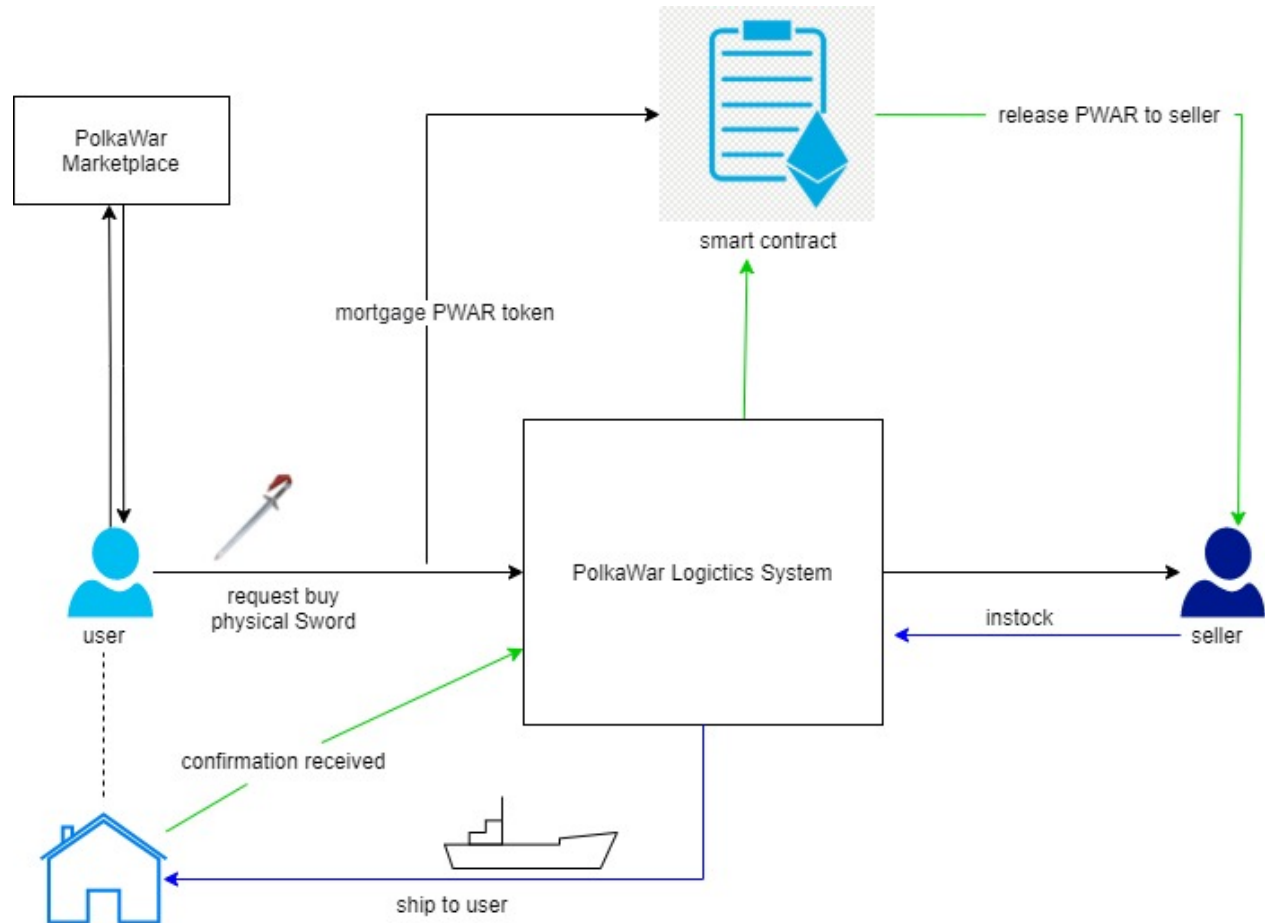 PolkaWar
Marketplace
release PWAR to seller
smart contract
mortgage PWAR token
PolkaWar Logictics System
request buy
physical Sword
user
instock
seller
confirmation received
ship to user